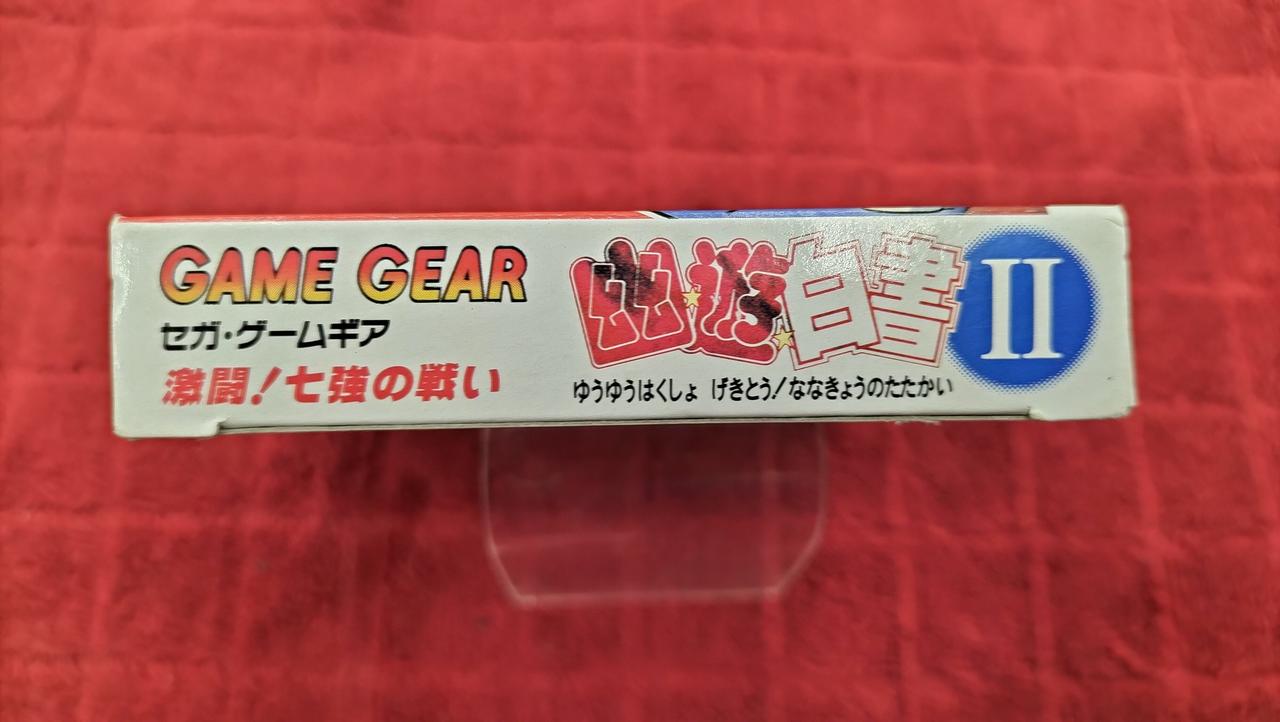 GAME GEAR
セガ・ゲームギア
激闘!七強の戦い
幽遊白書 II
ゆうゆうはくしょ げきとう!ななきょうのたたかい